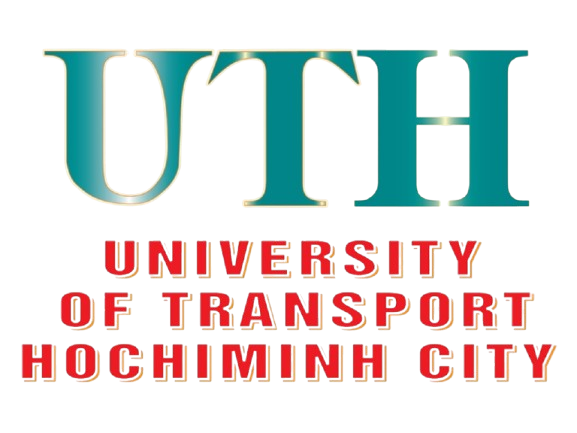 UTH
UNIVERSITY
OF TRANSPORT
HOCHIMINH CITY